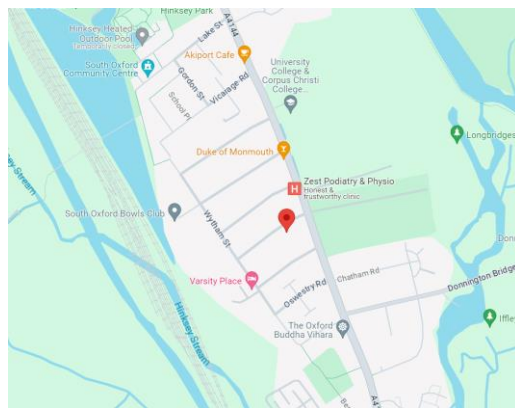 Hinksey Park
Hinksey Heated
Outdoor Pool
Temporarily closed
Lake St
A4144
Akiport Cafe
South Oxford
Community Centre
Gordon St
University
College &
Corpus Christi
College...
School Pl
Vicarage Rd
Longbridges
Duke of Monmouth
Hinksey Stream
Zest Podiatry & Physio
Honest &
trustworthy clinic
South Oxford Bowls Club
Wytham St
Varsity Place
Chatham Rd
Oswestry Rd
Donnington Bridge
Hinksey Stream
The Oxford
Buddha Vihara
Iffle